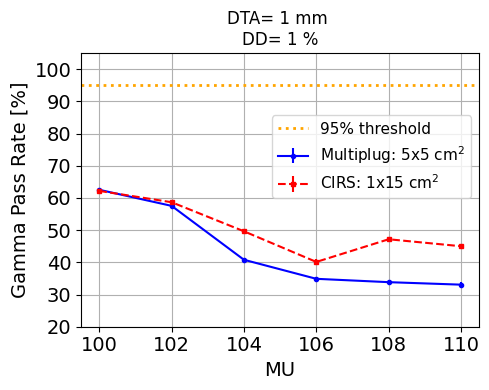 DTA= 1 mm
DD= 1 %
Gamma Pass Rate [%]
100
90
80
70
60
50
40
30
20
95% threshold
Multiplug: 5x5 cm²
CIRS: 1x15 cm²
100 102 104 106 108 110
MU